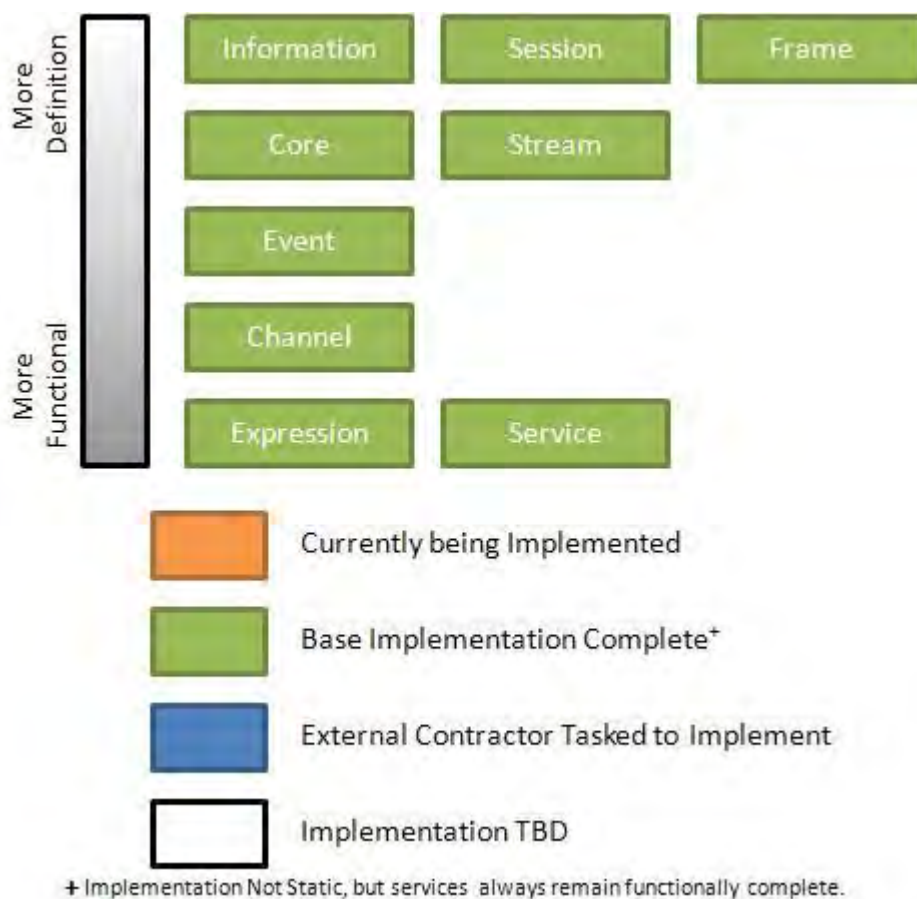 More
Definition
Information Session Frame
Core Stream
Event
Channel
More
Functional
Expression Service
Currently being Implemented
Base Implementation Complete+
External Contractor Tasked to Implement
Implementation TBD
+ Implementation Not Static, but services always remain functionally complete.